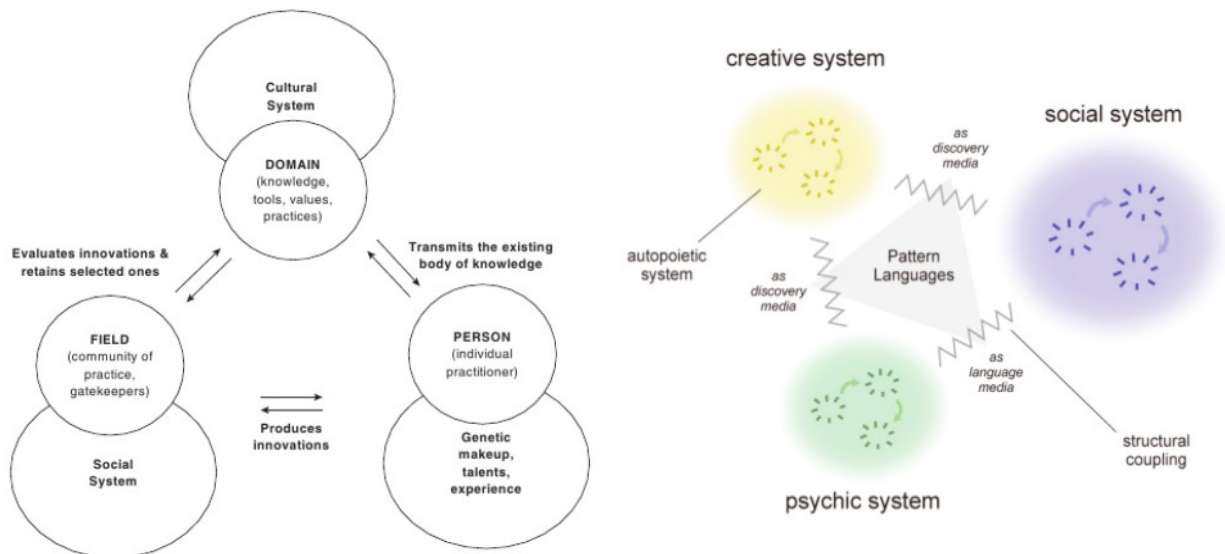 Cultural
System
DOMAIN
(knowledge,
tools, values,
practices)
Evaluates innovations &
retains selected ones
Transmits the existing
body of knowledge
FIELD
(community of
practice,
gatekeepers)
PERSON
(individual
practitioner)
Produces
innovations
Social
System
Genetic
makeup,
talents,
experience
creative system
social system
as
discovery
media
autopoietic
system
Pattern
Languages
as
discovery
media
as
language
media
structural
coupling
psychic system